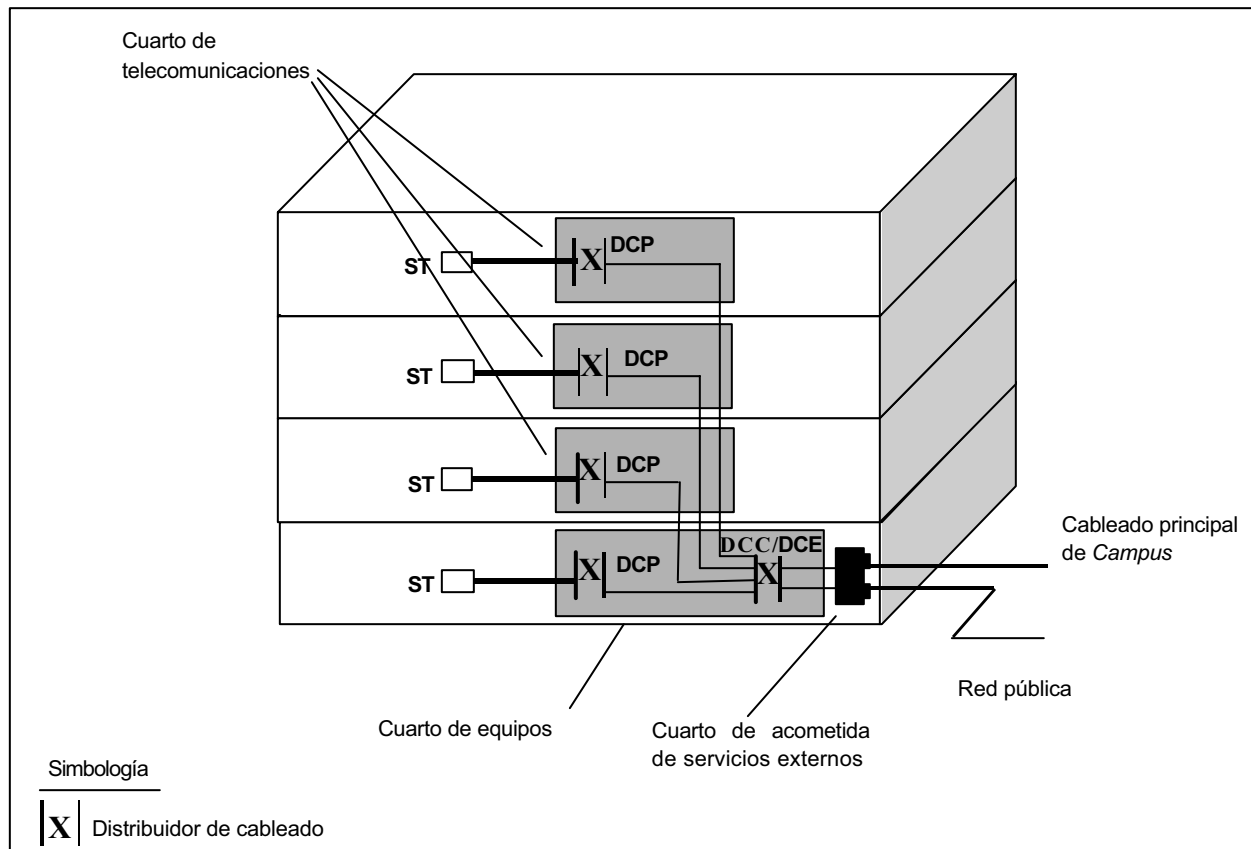 Cuarto de
telecomunicaciones
DCP
ST
DCP
ST
DCP
ST
DCC/DCE
DCP
ST
Cableado principal
de Campus
Red pública
Cuarto de equipos
Cuarto de acometida
de servicios externos
Simbología
X Distribuidor de cableado
X
X
X
X
X